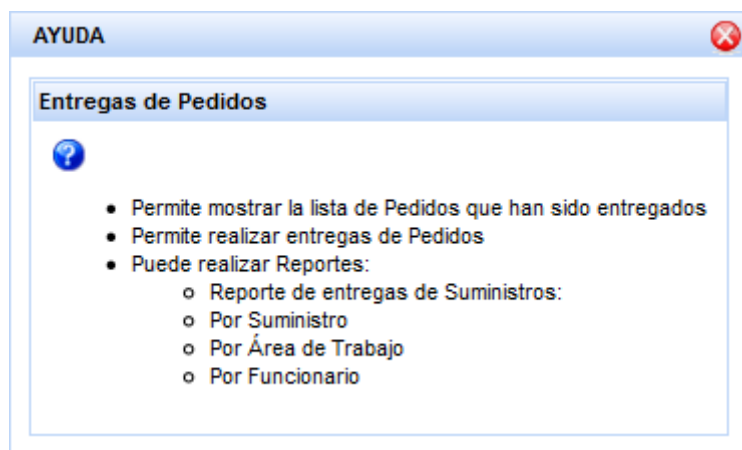 AYUDA
Entregas de Pedidos
Permite mostrar la lista de Pedidos que han sido entregados
Permite realizar entregas de Pedidos
Puede realizar Reportes:
Reporte de entregas de Suministros:
Por Suministro
Por Área de Trabajo
Por Funcionario